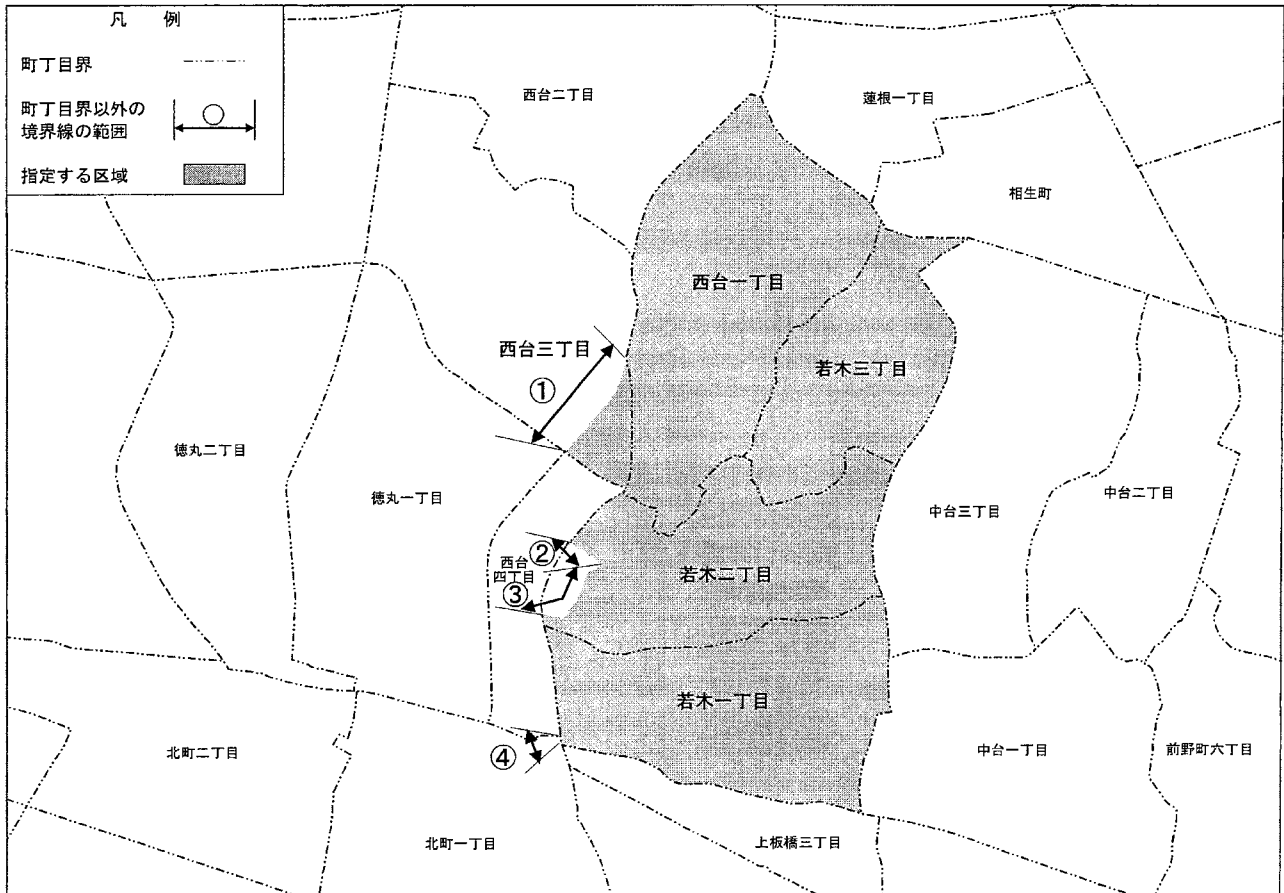 凡 例
町丁目界
町丁目界以外の
境界線の範囲
指定する区域
西台二丁目
蓮根一丁目
相生町
西台一丁目
西台三丁目
①
若木三丁目
徳丸二丁目
徳丸一丁目
中台三丁目
中台二丁目
②
西台
四丁目
③
若木二丁目
若木一丁目
④
北町二丁目
中台一丁目
前野町六丁目
北町一丁目
上板橋三丁目